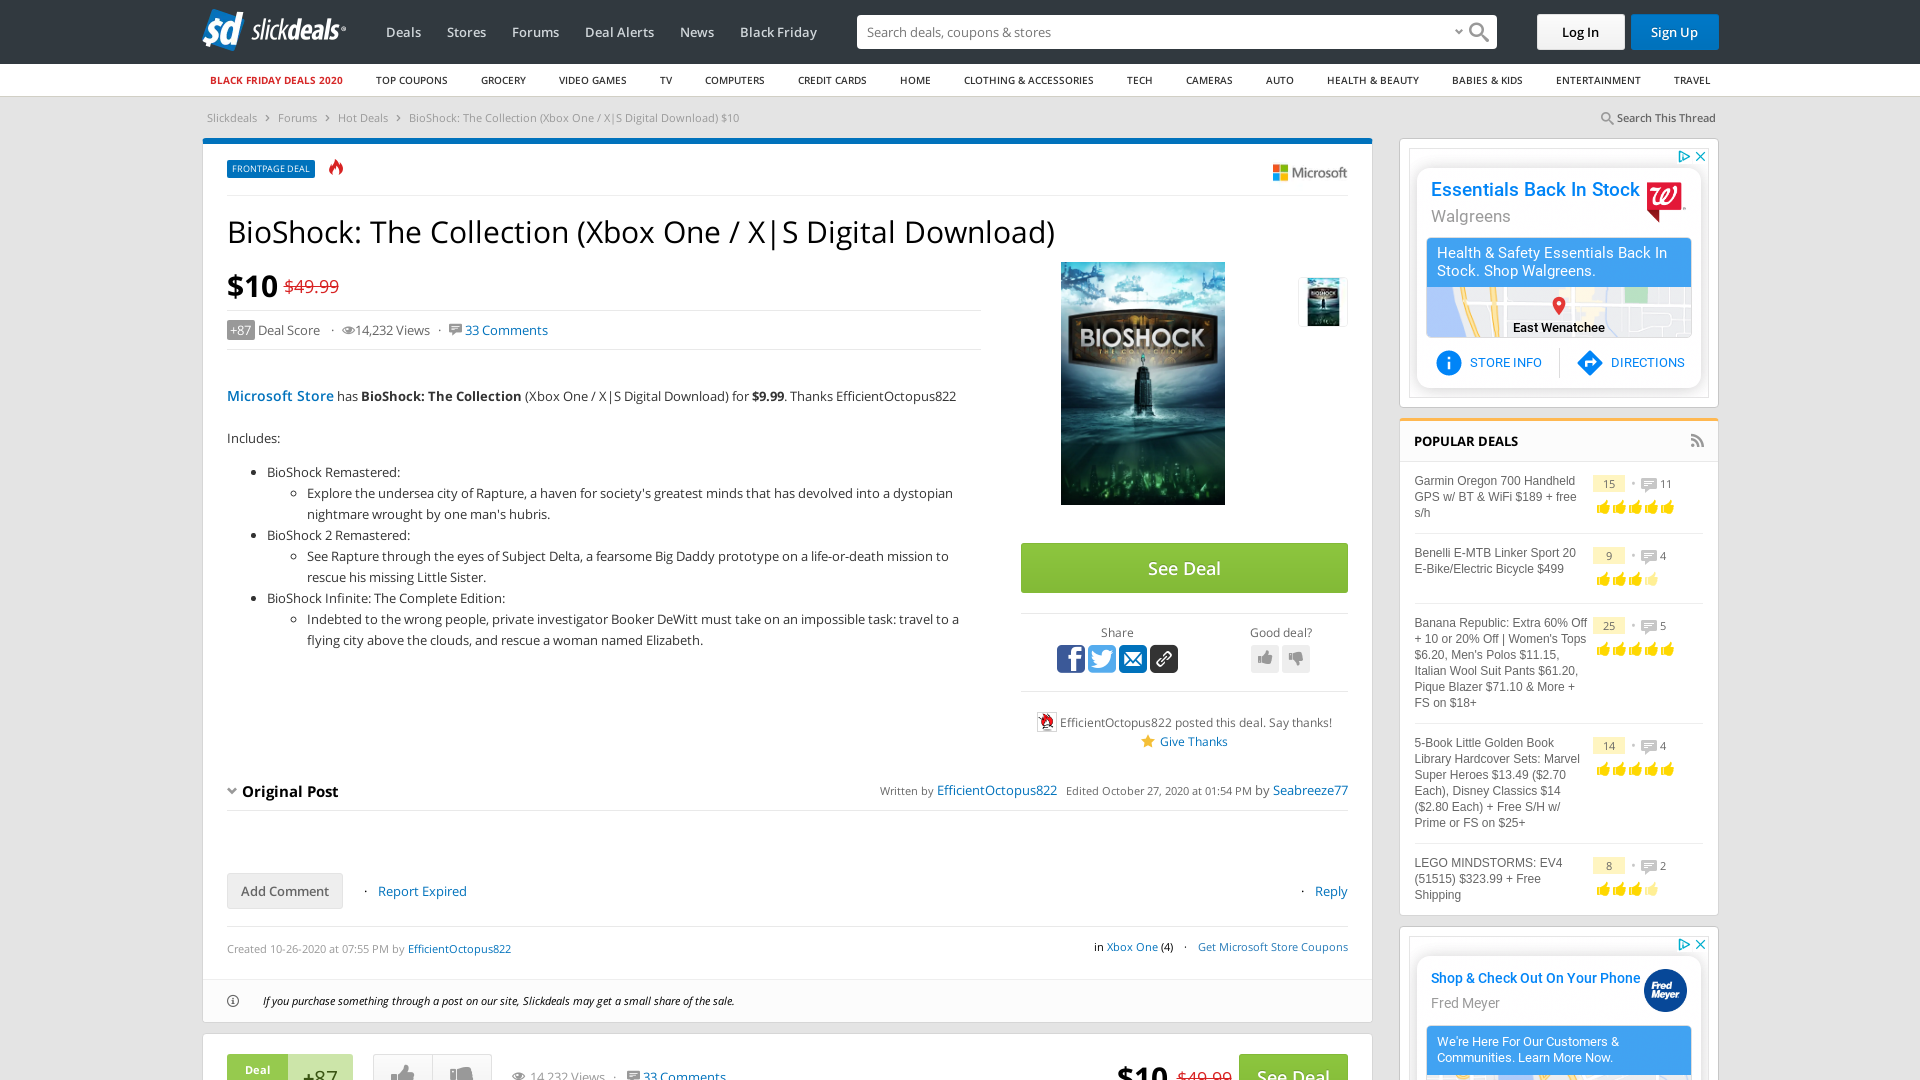 sd slickdeals
Deals Stores Forums Deal Alerts News Black Friday
Search deals, coupons & stores
Log In Sign Up
BLACK FRIDAY DEALS 2020 TOP COUPONS GROCERY VIDEO GAMES TV COMPUTERS CREDIT CARDS HOME CLOTHING & ACCESSORIES TECH CAMERAS AUTO HEALTH & BEAUTY BABIES & KIDS ENTERTAINMENT TRAVEL
Slickdeals > Forums > Hot Deals > BioShock: The Collection (Xbox One / X|S Digital Download) $10
Search This Thread
FRONTPAGE DEAL
Microsoft
BioShock: The Collection (Xbox One / X|S Digital Download)
$10 $49.99
+87 Deal Score · 14,232 Views · 33 Comments
Microsoft Store has BioShock: The Collection (Xbox One / X|S Digital Download) for $9.99. Thanks EfficientOctopus822
Includes:
• BioShock Remastered:
◦ Explore the undersea city of Rapture, a haven for society's greatest minds that has devolved into a dystopian
nightmare wrought by one man's hubris.
• BioShock 2 Remastered:
◦ See Rapture through the eyes of Subject Delta, a fearsome Big Daddy prototype on a life-or-death mission to
rescue his missing Little Sister.
• BioShock Infinite: The Complete Edition:
◦ Indebted to the wrong people, private investigator Booker DeWitt must take on an impossible task: travel to a
flying city above the clouds, and rescue a woman named Elizabeth.
BIOSHOCK
THE COLLECTION
BIOSHOCK
See Deal
Share
Good deal?
EfficientOctopus822 posted this deal. Say thanks!
Give Thanks
Original Post
Written by EfficientOctopus822 Edited October 27, 2020 at 01:54 PM by Seabreeze77
Add Comment · Report Expired
· Reply
Created 10-26-2020 at 07:55 PM by EfficientOctopus822
in Xbox One (4) · Get Microsoft Store Coupons
If you purchase something through a post on our site, Slickdeals may get a small share of the sale.
Deal
+87
14,232 Views · 33 Comments
$10 $49.99
See Deal
Essentials Back In Stock
Walgreens
Health & Safety Essentials Back In
Stock. Shop Walgreens.
East Wenatchee
STORE INFO
DIRECTIONS
POPULAR DEALS
Garmin Oregon 700 Handheld
GPS w/ BT & WiFi $189 + free
s/h
15 • 11
Benelli E-MTB Linker Sport 20
E-Bike/Electric Bicycle $499
9 • 4
Banana Republic: Extra 60% Off
+ 10 or 20% Off | Women's Tops
$6.20, Men's Polos $11.15,
Italian Wool Suit Pants $61.20,
Pique Blazer $71.10 & More +
FS on $18+
25 • 5
5-Book Little Golden Book
Library Hardcover Sets: Marvel
Super Heroes $13.49 ($2.70
Each), Disney Classics $14
($2.80 Each) + Free S/H w/
Prime or FS on $25+
14 • 4
LEGO MINDSTORMS: EV4
(51515) $323.99 + Free
Shipping
8 • 2
Shop & Check Out On Your Phone
Fred Meyer
Fred
Meyer
We're Here For Our Customers &
Communities. Learn More Now.